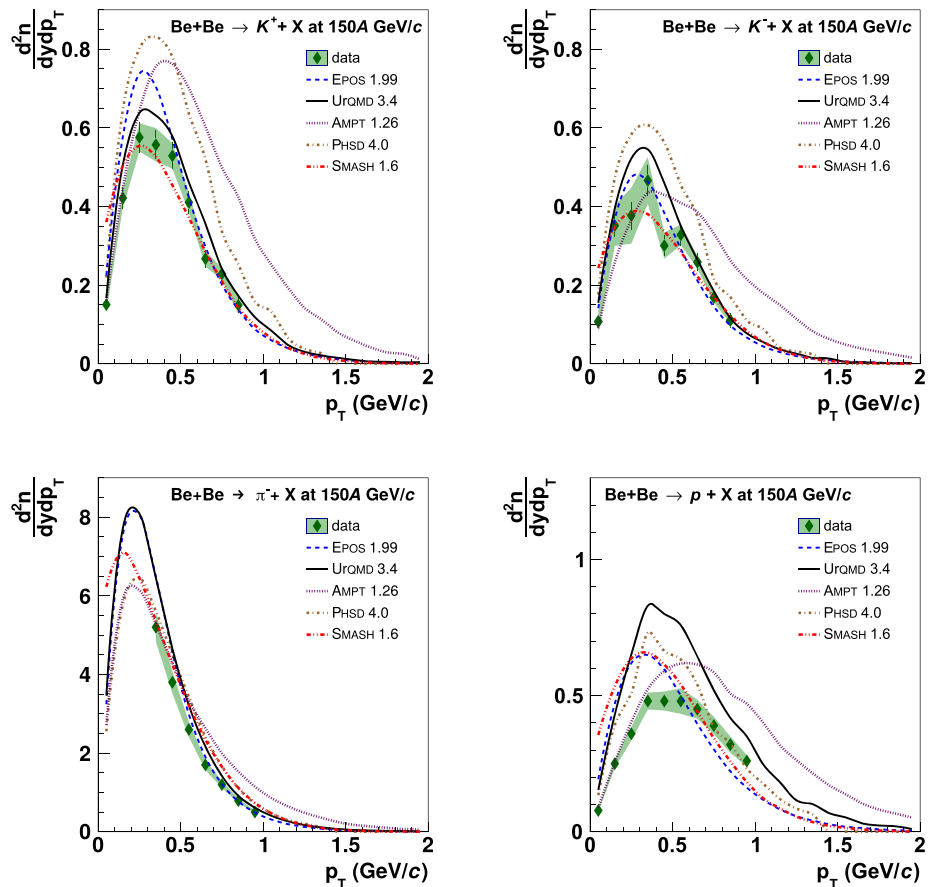 d²n
dydp_T
Be+Be → K⁺+ X at 150A GeV/c
data
EPOS 1.99
URQMD 3.4
AMPT 1.26
PHSD 4.0
SMASH 1.6
0.8
0.6
0.4
0.2
0
0 0.5 1 1.5 2
p_T (GeV/c)
d²n
dydp_T
Be+Be → K⁻+ X at 150A GeV/c
data
EPOS 1.99
URQMD 3.4
AMPT 1.26
PHSD 4.0
SMASH 1.6
0.8
0.6
0.4
0.2
0
0 0.5 1 1.5 2
p_T (GeV/c)
d²n
dydp_T
Be+Be → π⁻+ X at 150A GeV/c
data
EPOS 1.99
URQMD 3.4
AMPT 1.26
PHSD 4.0
SMASH 1.6
8
6
4
2
0
0 0.5 1 1.5 2
p_T (GeV/c)
d²n
dydp_T
Be+Be → p + X at 150A GeV/c
data
EPOS 1.99
URQMD 3.4
AMPT 1.26
PHSD 4.0
SMASH 1.6
1
0.5
0
0 0.5 1 1.5 2
p_T (GeV/c)